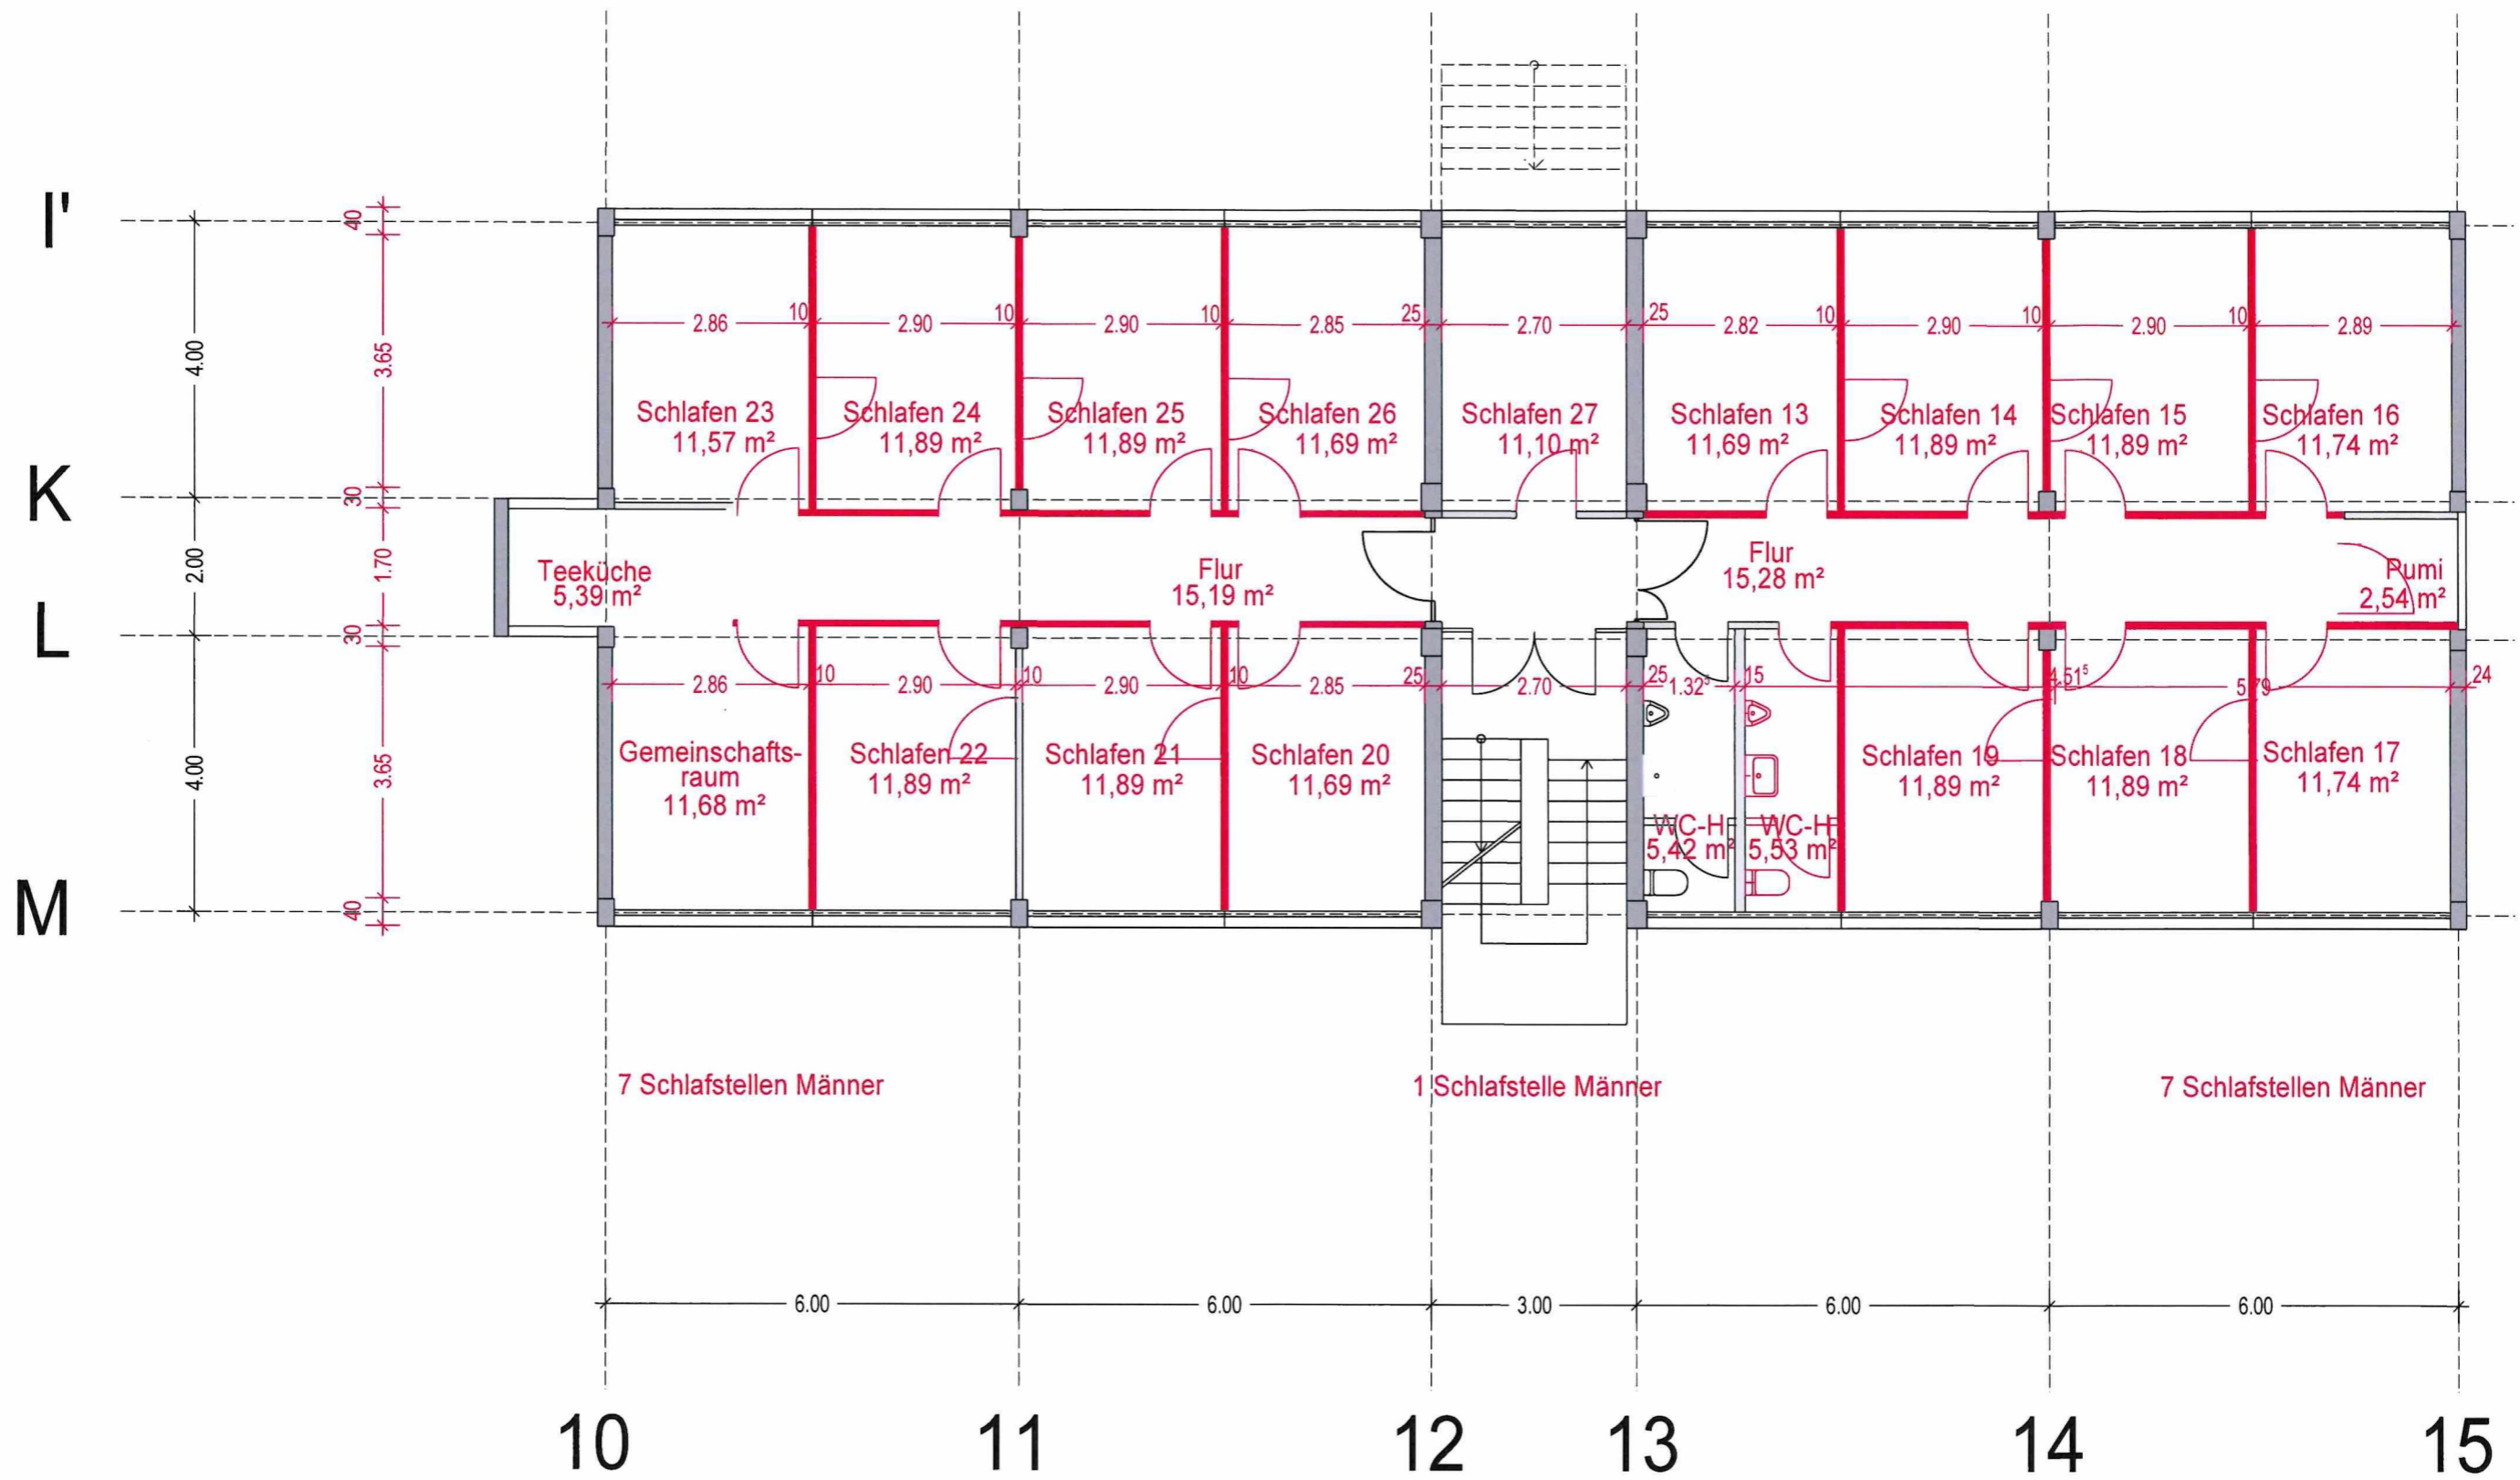 I'
40
4.00
3.65
2.86
10
2.90
10
2.90
10
2.85
25
2.70
25
2.82
10
2.90
10
2.90
10
2.89
Schlafen 23
11,57 m²
Schlafen 24
11,89 m²
Schlafen 25
11,89 m²
Schlafen 26
11,69 m²
Schlafen 27
11,10 m²
Schlafen 13
11,69 m²
Schlafen 14
11,89 m²
Schlafen 15
11,89 m²
Schlafen 16
11,74 m²
K
30
2.00
1.70
Teeküche
5,39 m²
Flur
15,19 m²
Flur
15,28 m²
Pumi
2,54 m²
L
30
2.86
10
2.90
10
2.90
10
2.85
25
2.70
25
1.32⁵
15
4.51⁵
5.79
24
4.00
3.65
Gemeinschafts-
raum
11,68 m²
Schlafen 22
11,89 m²
Schlafen 21
11,89 m²
Schlafen 20
11,69 m²
WC-H
5,42 m²
WC-H
5,53 m²
Schlafen 19
11,89 m²
Schlafen 18
11,89 m²
Schlafen 17
11,74 m²
M
40
7 Schlafstellen Männer
1 Schlafstelle Männer
7 Schlafstellen Männer
6.00
6.00
3.00
6.00
6.00
10
11
12
13
14
15